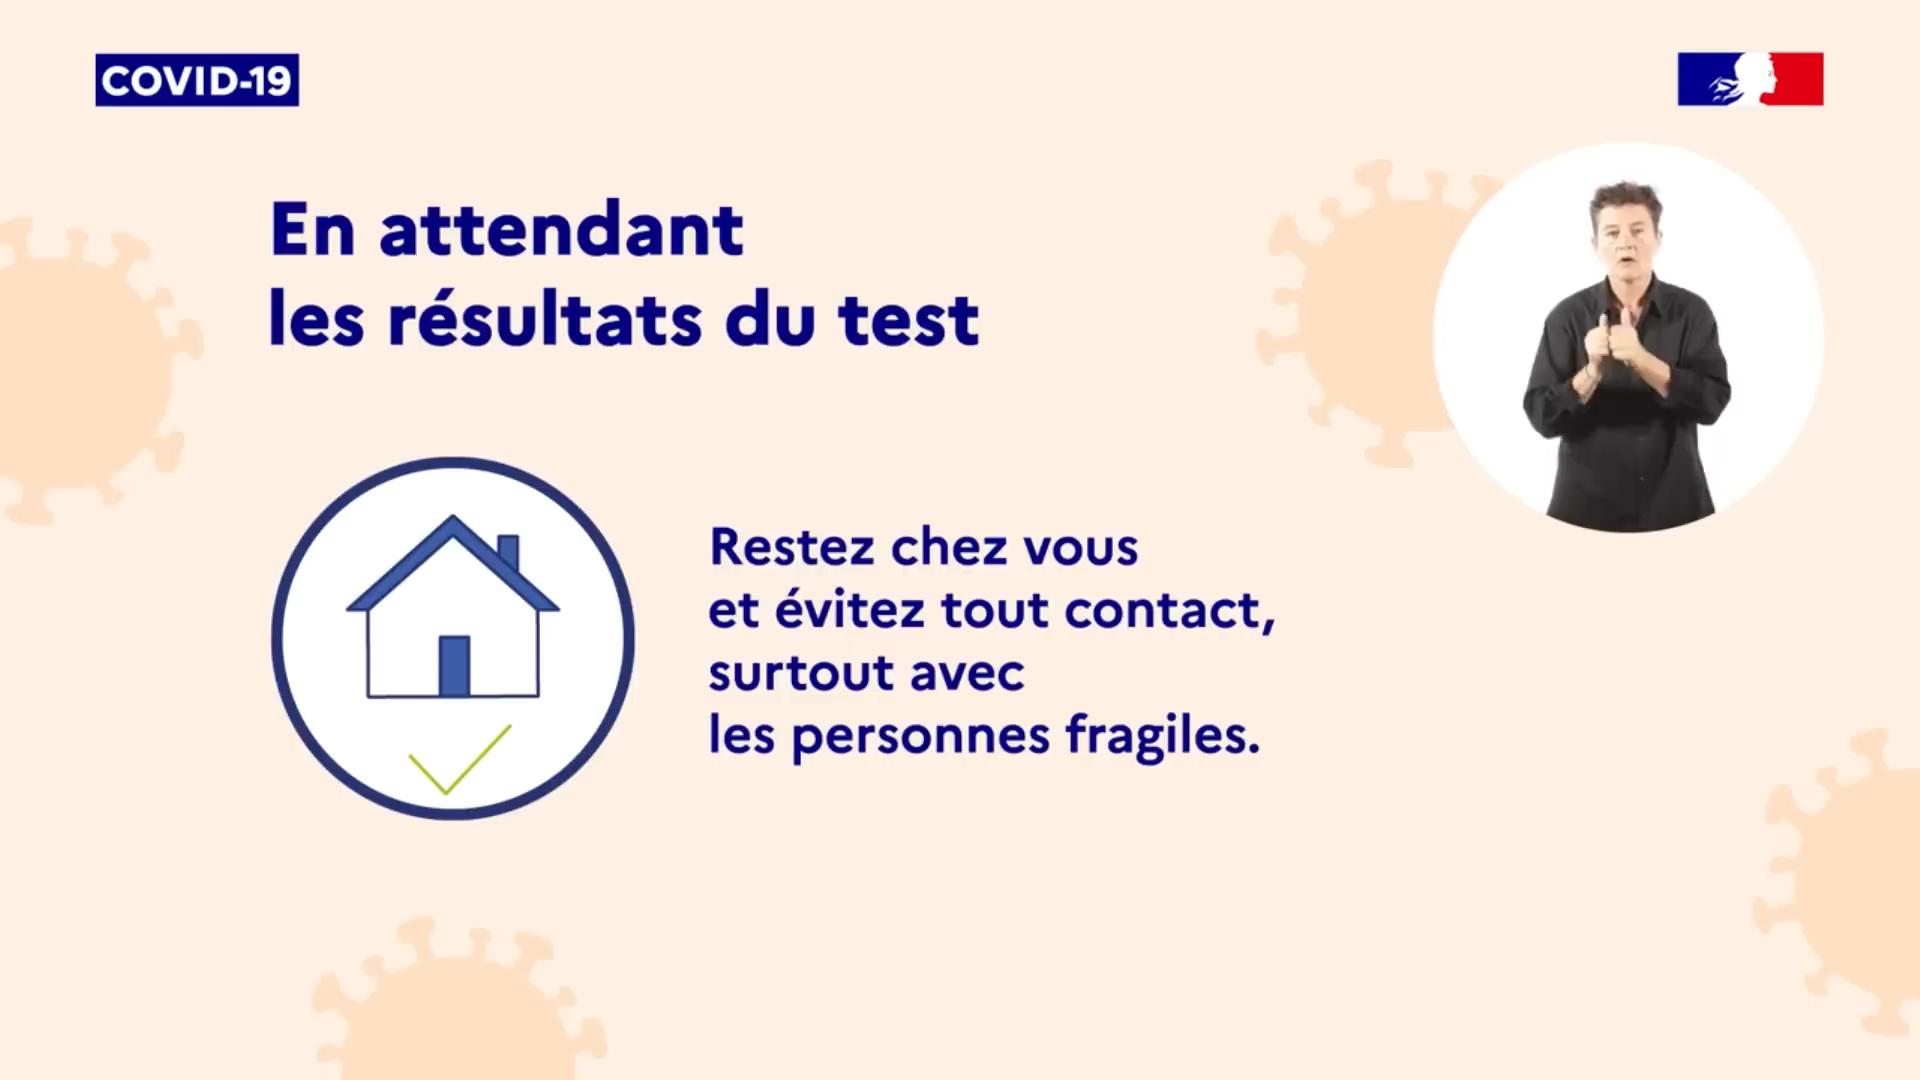 COVID-19
En attendant
les résultats du test
Restez chez vous
et évitez tout contact,
surtout avec
les personnes fragiles.